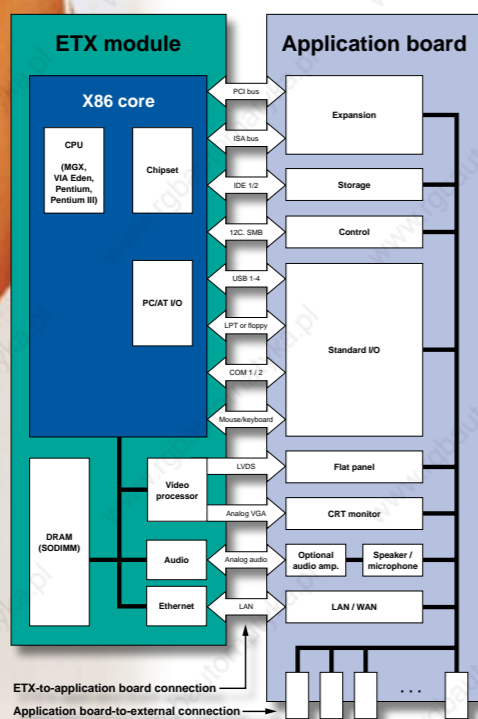 ETX module
Application board
X86 core
CPU
(MGX,
VIA Eden,
Pentium,
Pentium III)
Chipset
PC/AT I/O
PCI bus
ISA bus
IDE 1/2
12C. SMB
USB 1-4
LPT or floppy
COM 1 / 2
Mouse/keyboard
LVDS
Analog VGA
Analog audio
LAN
Expansion
Storage
Control
Standard I/O
Flat panel
CRT monitor
Optional
audio amp.
Speaker /
microphone
LAN / WAN
DRAM
(SODIMM)
Video
processor
Audio
Ethernet
. . .
ETX-to-application board connection
Application board-to-external connection